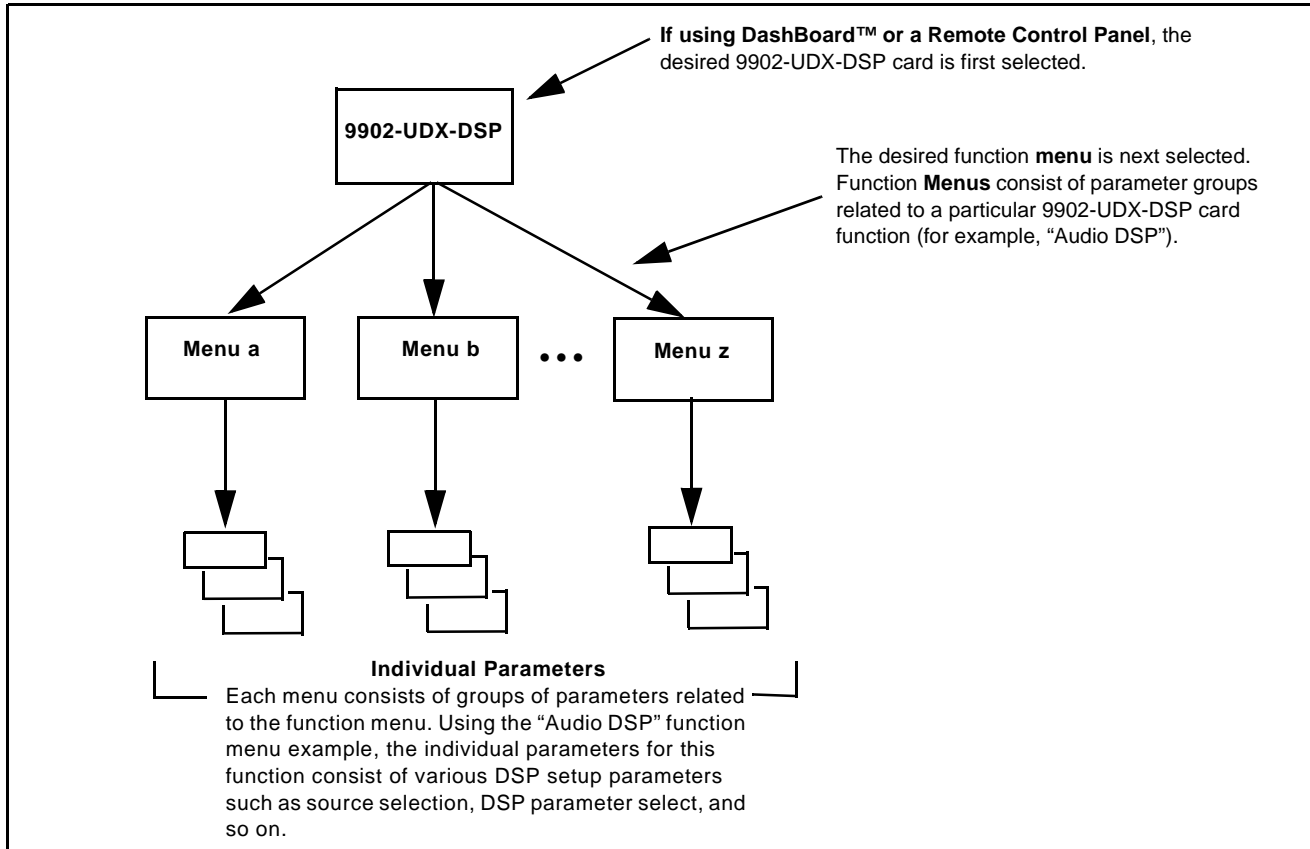 If using DashBoard™ or a Remote Control Panel, the
desired 9902-UDX-DSP card is first selected.
9902-UDX-DSP
The desired function menu is next selected.
Function Menus consist of parameter groups
related to a particular 9902-UDX-DSP card
function (for example, “Audio DSP”).
Menu a
Menu b
•••
Menu z
Individual Parameters
Each menu consists of groups of parameters related
to the function menu. Using the “Audio DSP” function
menu example, the individual parameters for this
function consist of various DSP setup parameters
such as source selection, DSP parameter select, and
so on.